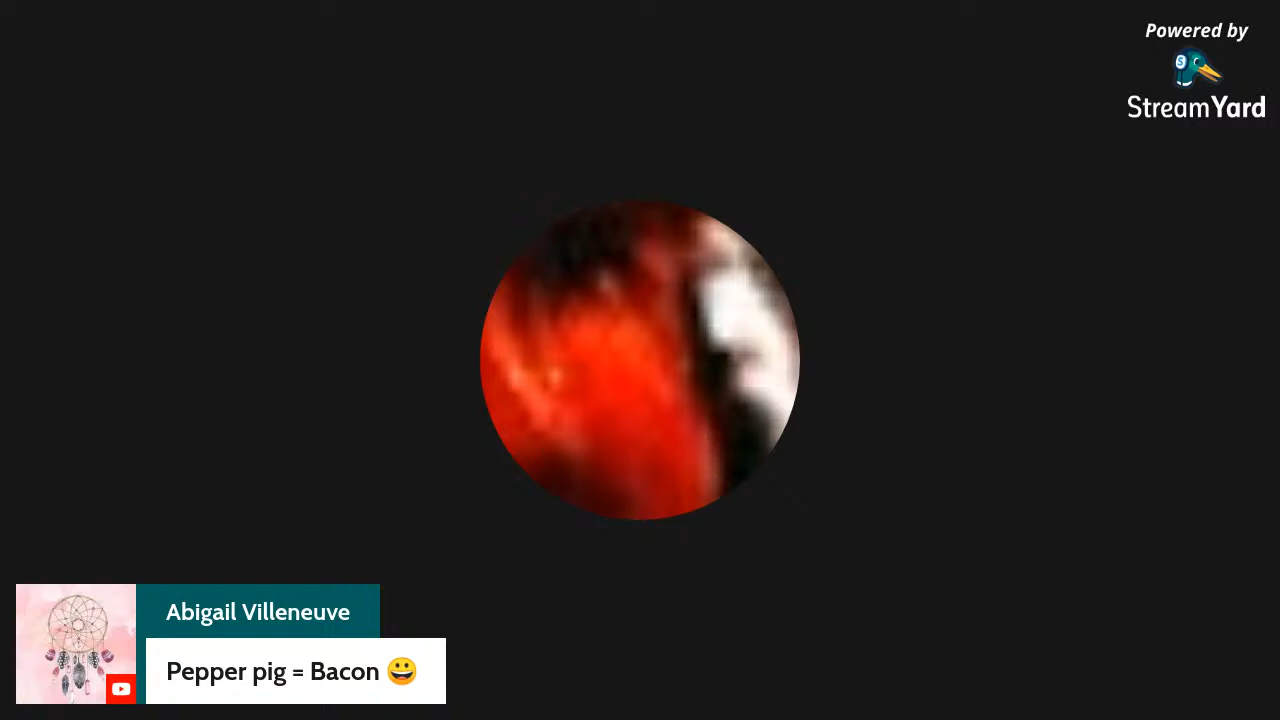 Powered by
StreamYard
Abigail Villeneuve
Pepper pig = Bacon 😀